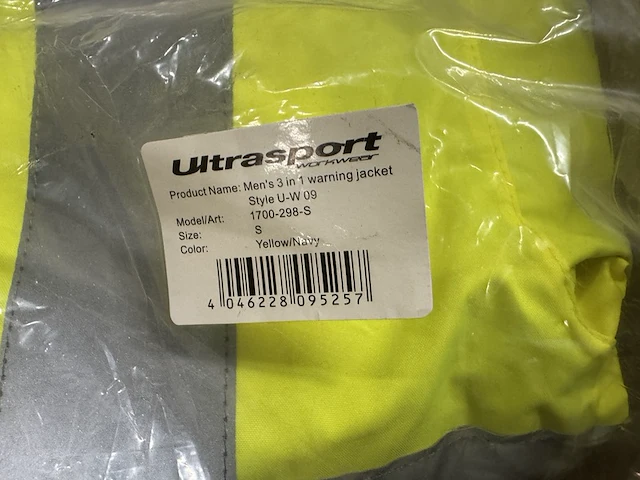 Ultrasport
workwear
Product Name: Men's 3 in 1 warning jacket
Style U-W 09
Model/Art: 1700-298-S
Size: S
Color: Yellow/Navy
4 046228 095257